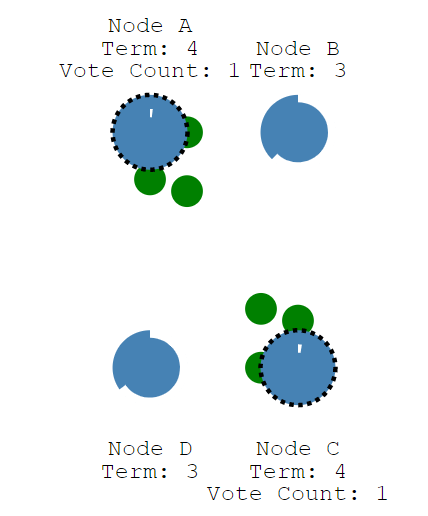 Node A
Term: 4
Vote Count: 1
Node B
Term: 3
Node D
Term: 3
Node C
Term: 4
Vote Count: 1